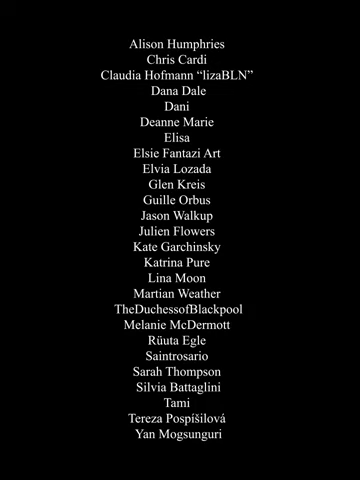 Alison Humphries
Chris Cardi
Claudia Hofmann “lizaBLN”
Dana Dale
Dani
Deanne Marie
Elisa
Elsie Fantazi Art
Elvia Lozada
Glen Kreis
Guille Orbus
Jason Walkup
Julien Flowers
Kate Garchinsky
Katrina Pure
Lina Moon
Martian Weather
TheDuchessofBlackpool
Melanie McDermott
Rüuta Egle
Saintrosario
Sarah Thompson
Silvia Battaglini
Tami
Tereza Pospíšilová
Yan Mogsunguri